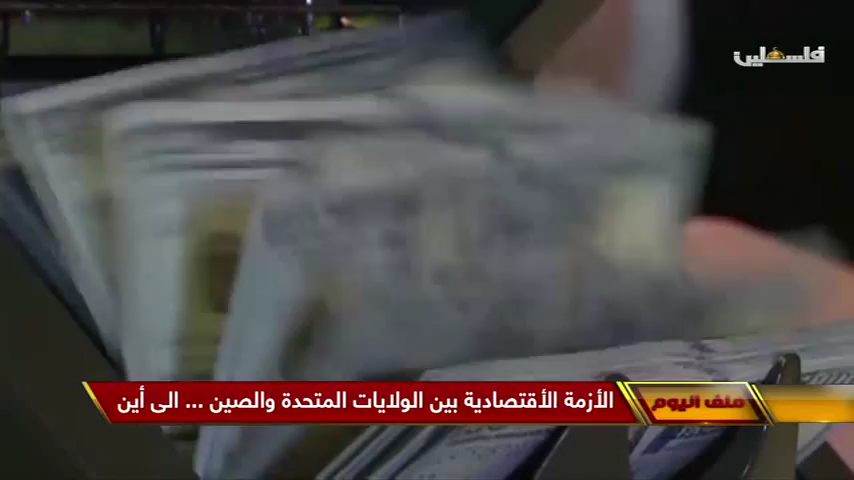 فلسطين
ملف اليوم
الأزمة الأقتصادية بين الولايات المتحدة والصين ... الى أين